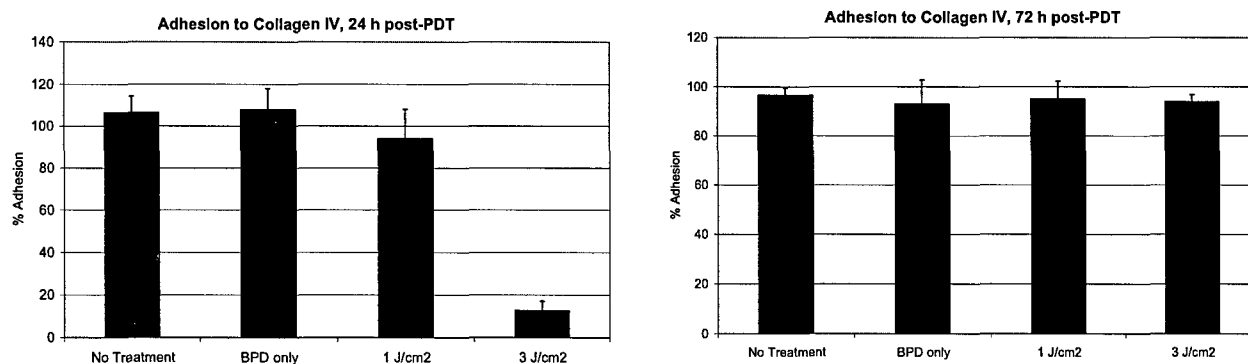 Adhesion to Collagen IV, 24 h post-PDT
140
120
100
80
60
40
20
0
% Adhesion
No Treatment BPD only 1 J/cm2 3 J/cm2
Adhesion to Collagen IV, 72 h post-PDT
120
100
80
60
40
20
0
% Adhesion
No Treatment BPD only 1 J/cm2 3 J/cm2